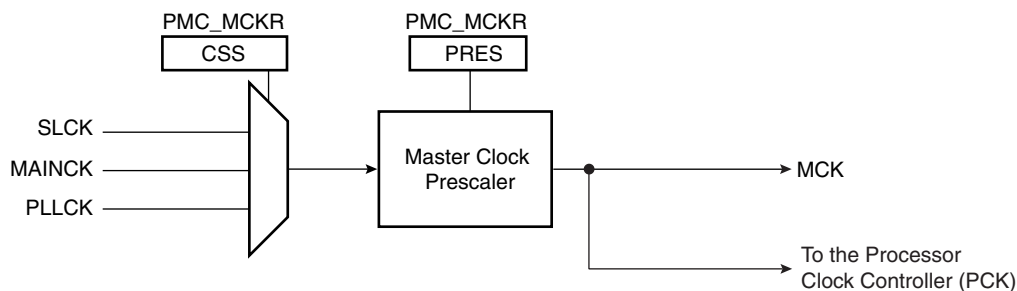 PMC_MCKR
PMC_MCKR
CSS
PRES
SLCK
MAINCK
PLLCK
Master Clock
Prescaler
MCK
To the Processor
Clock Controller (PCK)